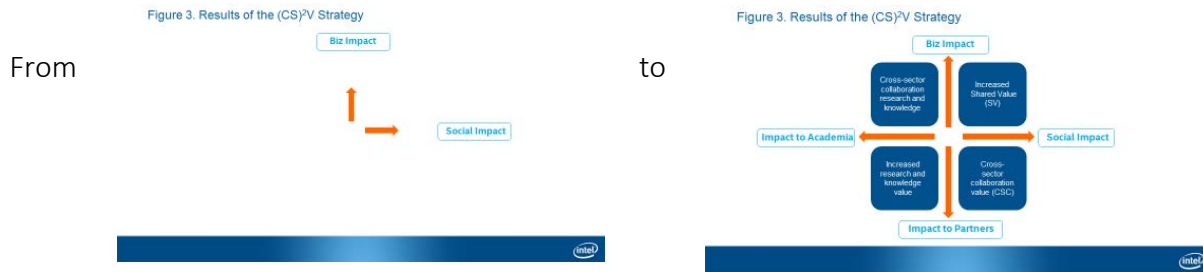 Figure 3. Results of the (CS)²V Strategy
Biz Impact
From
Social Impact
intel
Figure 3. Results of the (CS)²V Strategy
Biz Impact
to
Cross-sector
collaboration
research and
knowledge
Increased
Shared Value
(SV)
Impact to Academia
Social Impact
Increased
research and
knowledge
value
Cross-
sector
collaboration
value (CSC)
Impact to Partners
intel